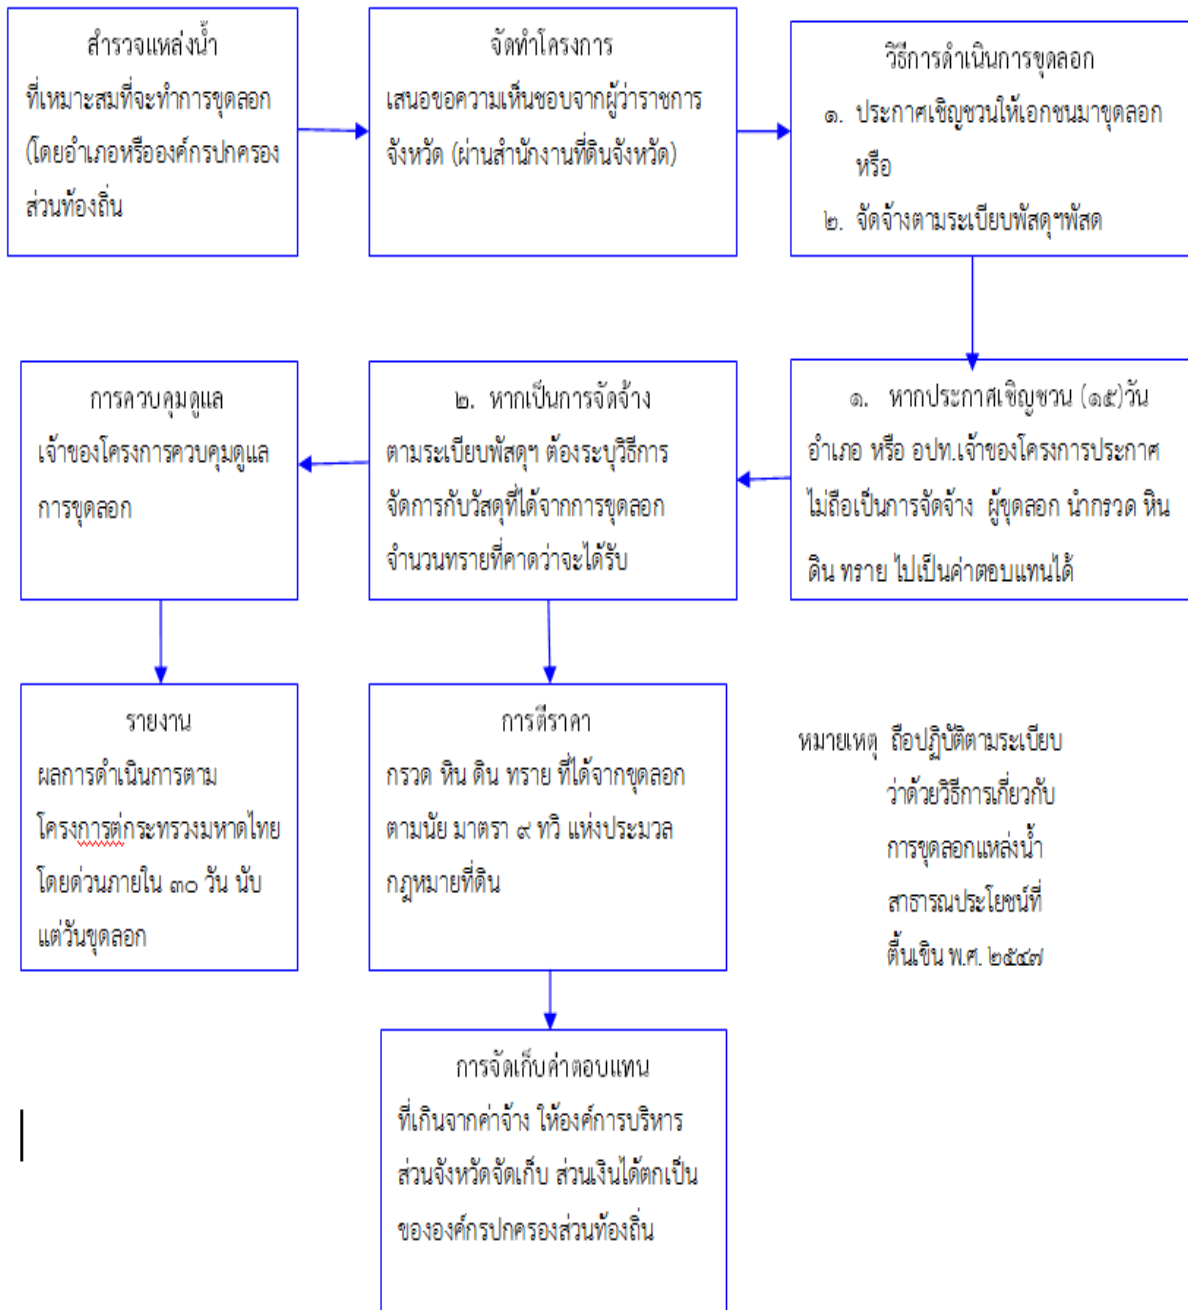 สำรวจแหล่งน้ำ
ที่เหมาะสมที่จะทำการขุดลอก
(โดยอำเภอหรือองค์กรปกครอง
ส่วนท้องถิ่น
จัดทำโครงการ
เสนอขอความเห็นชอบจากผู้ว่าราชการ
จังหวัด (ผ่านสำนักงานที่ดินจังหวัด)
วิธีการดำเนินการขุดลอก
๑. ประกาศเชิญชวนให้เอกชนมาขุดลอก
หรือ
๒. จัดจ้างตามระเบียบพัสดุฯพัสด
๑. หากประกาศเชิญชวน (๑๕)วัน
อำเภอ หรือ อปท.เจ้าของโครงการประกาศ
ไม่ถือเป็นการจัดจ้าง ผู้ขุดลอก นำกรวด หิน
ดิน ทราย ไปเป็นค่าตอบแทนได้
๒. หากเป็นการจัดจ้าง
ตามระเบียบพัสดุฯ ต้องระบุวิธีการ
จัดการกับวัสดุที่ได้จากการขุดลอก
จำนวนทรายที่คาดว่าจะได้รับ
การควบคุมดูแล
เจ้าของโครงการควบคุมดูแล
การขุดลอก
รายงาน
ผลการดำเนินการตาม
โครงการต่กระทรวงมหาดไทย
โดยด่วนภายใน ๓๐ วัน นับ
แต่วันขุดลอก
การตีราคา
กรวด หิน ดิน ทราย ที่ได้จากขุดลอก
ตามนัย มาตรา ๙ ทวิ แห่งประมวล
กฎหมายที่ดิน
หมายเหตุ ถือปฏิบัติตามระเบียบ
ว่าด้วยวิธีการเกี่ยวกับ
การขุดลอกแหล่งน้ำ
สาธารณประโยชน์ที่
ตื้นเขิน พ.ศ. ๒๕๔๗
การจัดเก็บค่าตอบแทน
ที่เกินจากค่าจ้าง ให้องค์การบริหาร
ส่วนจังหวัดจัดเก็บ ส่วนเงินได้ตกเป็น
ขององค์กรปกครองส่วนท้องถิ่น